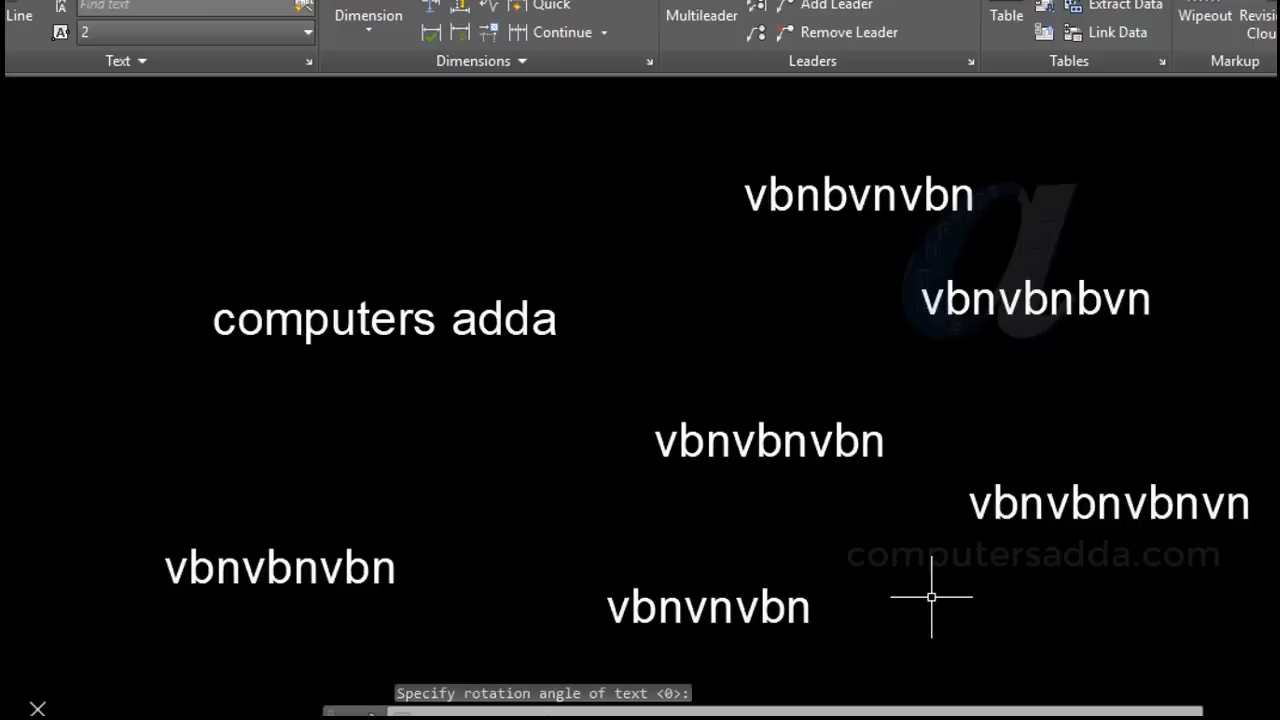 Line
Find text
2
Text
Dimension
Quick
Continue
Dimensions
Multileader
Add Leader
Remove Leader
Leaders
Table
Extract Data
Link Data
Tables
Wipeout
Markup
vbnbvnvbn
vbnvbnbvn
computers adda
vbnvbnvbn
vbnvbnvbnvn
computersadda.com
vbnvbnvbn
vbnvnvbn
Specify rotation angle of text <0>: